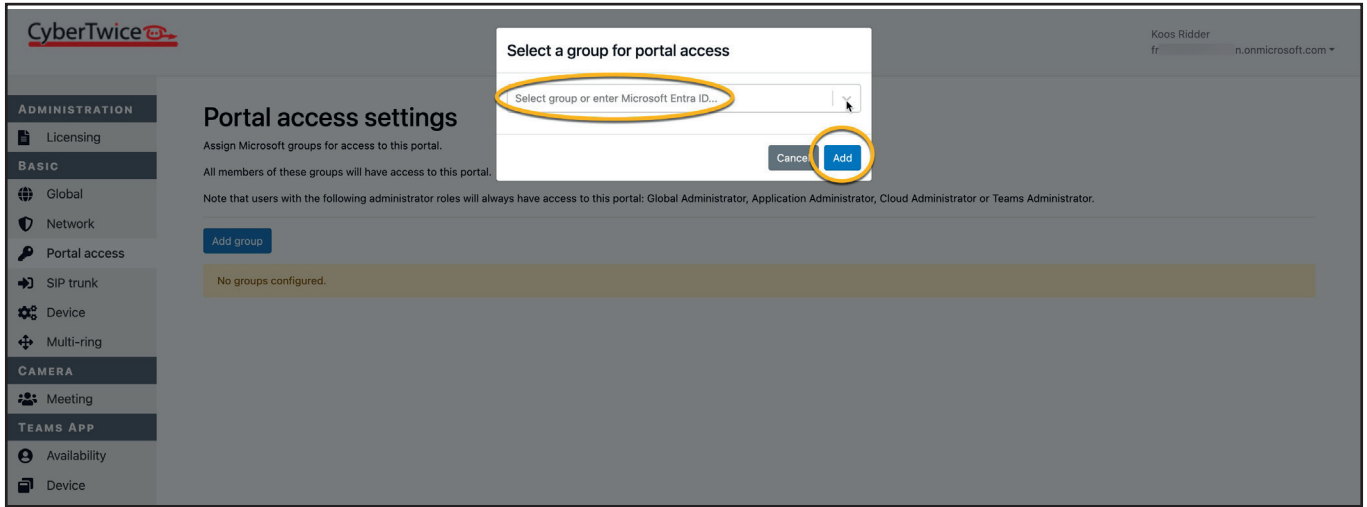 CyberTwice
Koos Ridder
fr n.onmicrosoft.com
Select a group for portal access
Select group or enter Microsoft Entra ID...
Cancel
Add
ADMINISTRATION
Licensing
BASIC
Global
Network
Portal access
SIP trunk
Device
Multi-ring
CAMERA
Meeting
TEAMS APP
Availability
Device
Portal access settings
Assign Microsoft groups for access to this portal.
All members of these groups will have access to this portal.
Note that users with the following administrator roles will always have access to this portal: Global Administrator, Application Administrator, Cloud Administrator or Teams Administrator.
Add group
No groups configured.